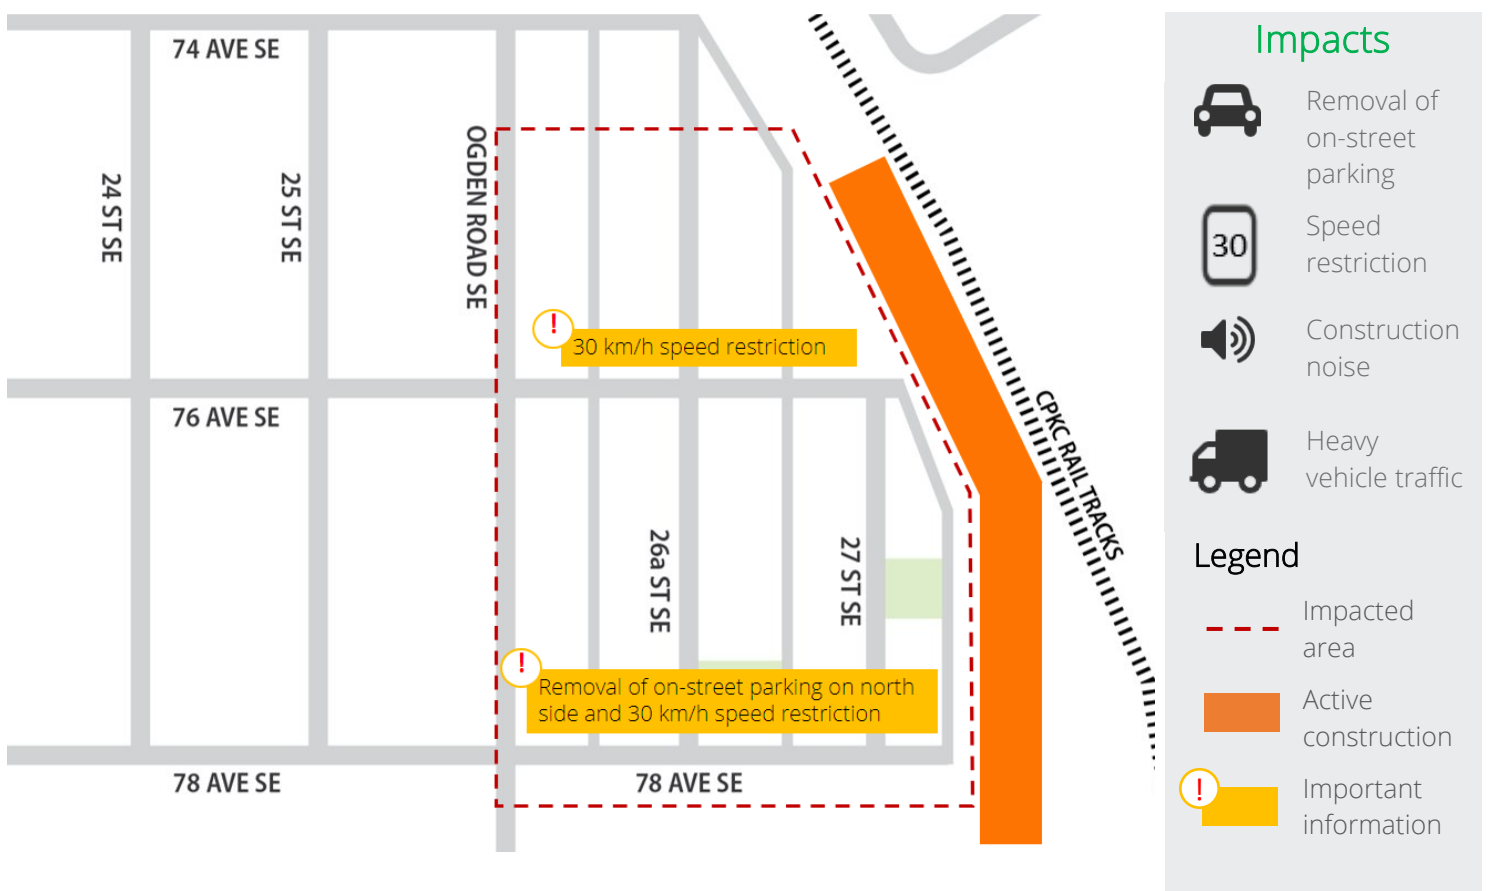 74 AVE SE
OGDEN ROAD SE
24 ST SE
25 ST SE
!
30 km/h speed restriction
76 AVE SE
CPKC RAIL TRACKS
26a ST SE
27 ST SE
!
Removal of on-street parking on north
side and 30 km/h speed restriction
78 AVE SE
78 AVE SE
Impacts
Removal of
on-street
parking
30
Speed
restriction
Construction
noise
Heavy
vehicle traffic
Legend
Impacted
area
Active
construction
!
Important
information